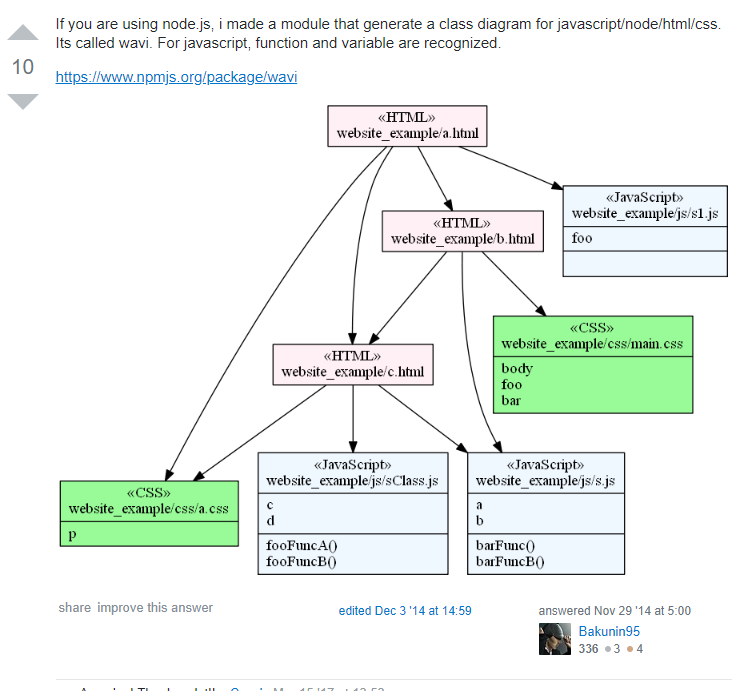 If you are using node.js, i made a module that generate a class diagram for javascript/node/html/css.
Its called wavi. For javascript, function and variable are recognized.
10
https://www.npmjs.org/package/wavi
«HTML»
website_example/a.html
«JavaScript»
website_example/js/s1.js
foo
«HTML»
website_example/b.html
«CSS»
website_example/css/main.css
body
foo
bar
«HTML»
website_example/c.html
«JavaScript»
website_example/js/sClass.js
c
d
fooFuncA()
fooFuncB()
«JavaScript»
website_example/js/s.js
a
b
barFunc()
barFuncB()
«CSS»
website_example/css/a.css
p
share improve this answer
edited Dec 3 '14 at 14:59
answered Nov 29 '14 at 5:00
Bakunin95
336 3 4